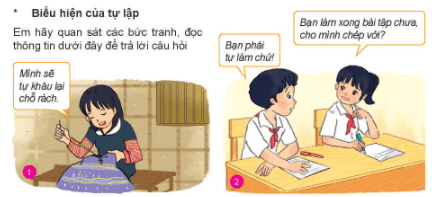 * Biểu hiện của tự lập
Em hãy quan sát các bức tranh, đọc
thông tin dưới đây để trả lời câu hỏi
Mình sẽ
tự khâu lại
chỗ rách.
1
Bạn phải
tự làm chứ!
Bạn làm xong bài tập chưa,
cho mình chép với?
2